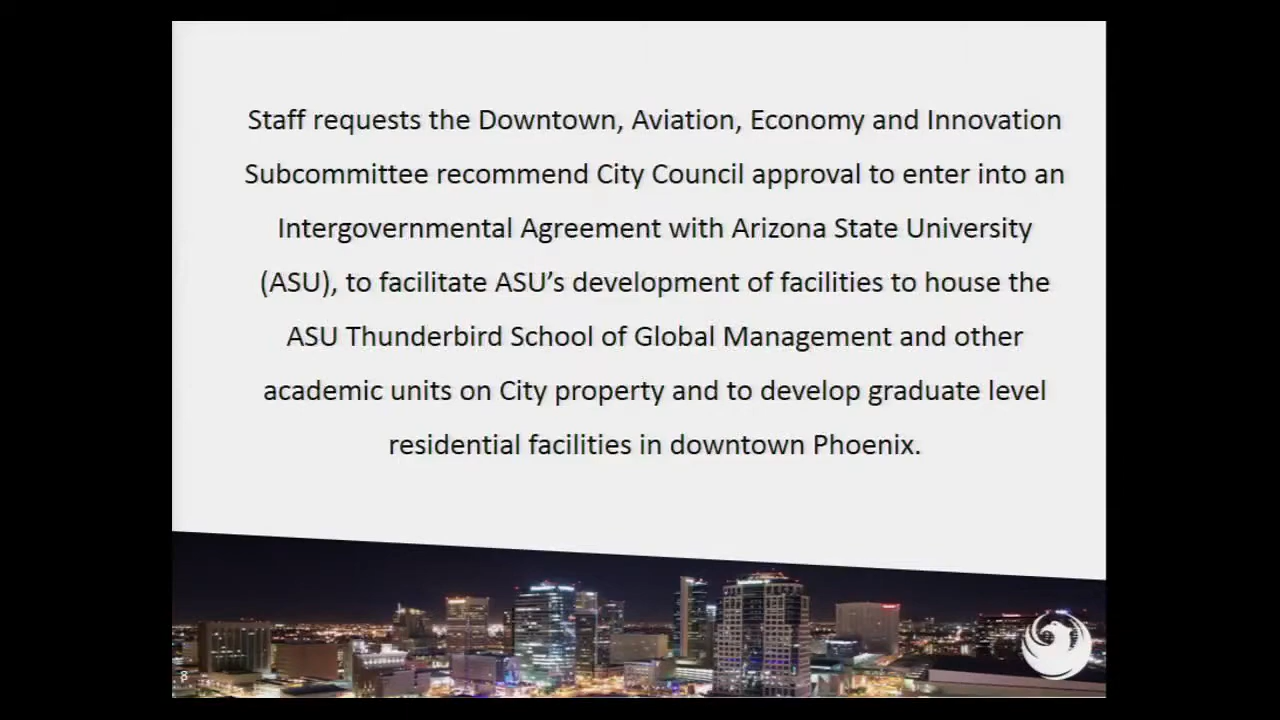 Staff requests the Downtown, Aviation, Economy and Innovation
Subcommittee recommend City Council approval to enter into an
Intergovernmental Agreement with Arizona State University
(ASU), to facilitate ASU’s development of facilities to house the
ASU Thunderbird School of Global Management and other
academic units on City property and to develop graduate level
residential facilities in downtown Phoenix.
8